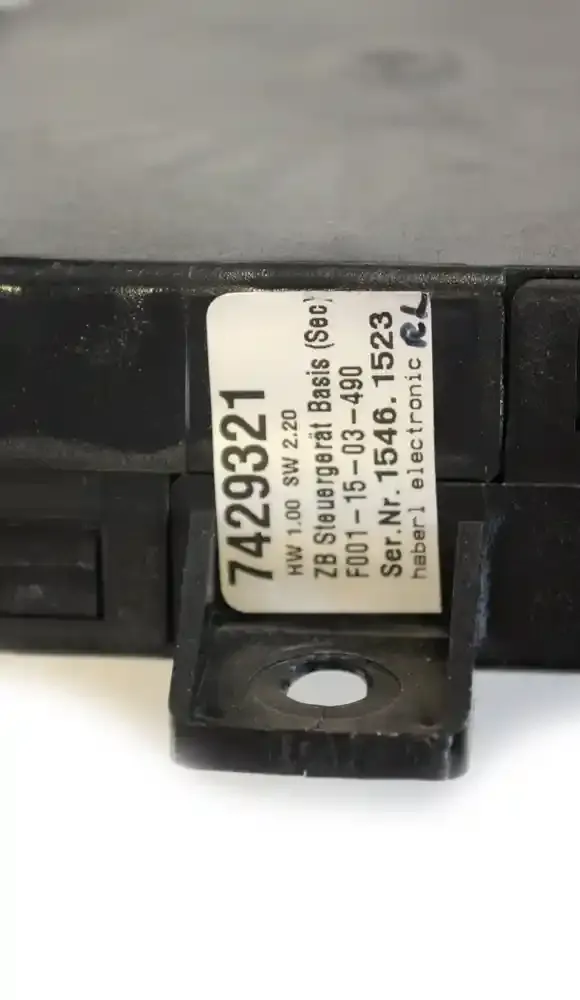 7429321
HW 1.00 SW 2.20
ZB Steuergerät Basis (Sec)
F001-15-03-490
Ser.Nr. 1546.1523
haberl electronic RL